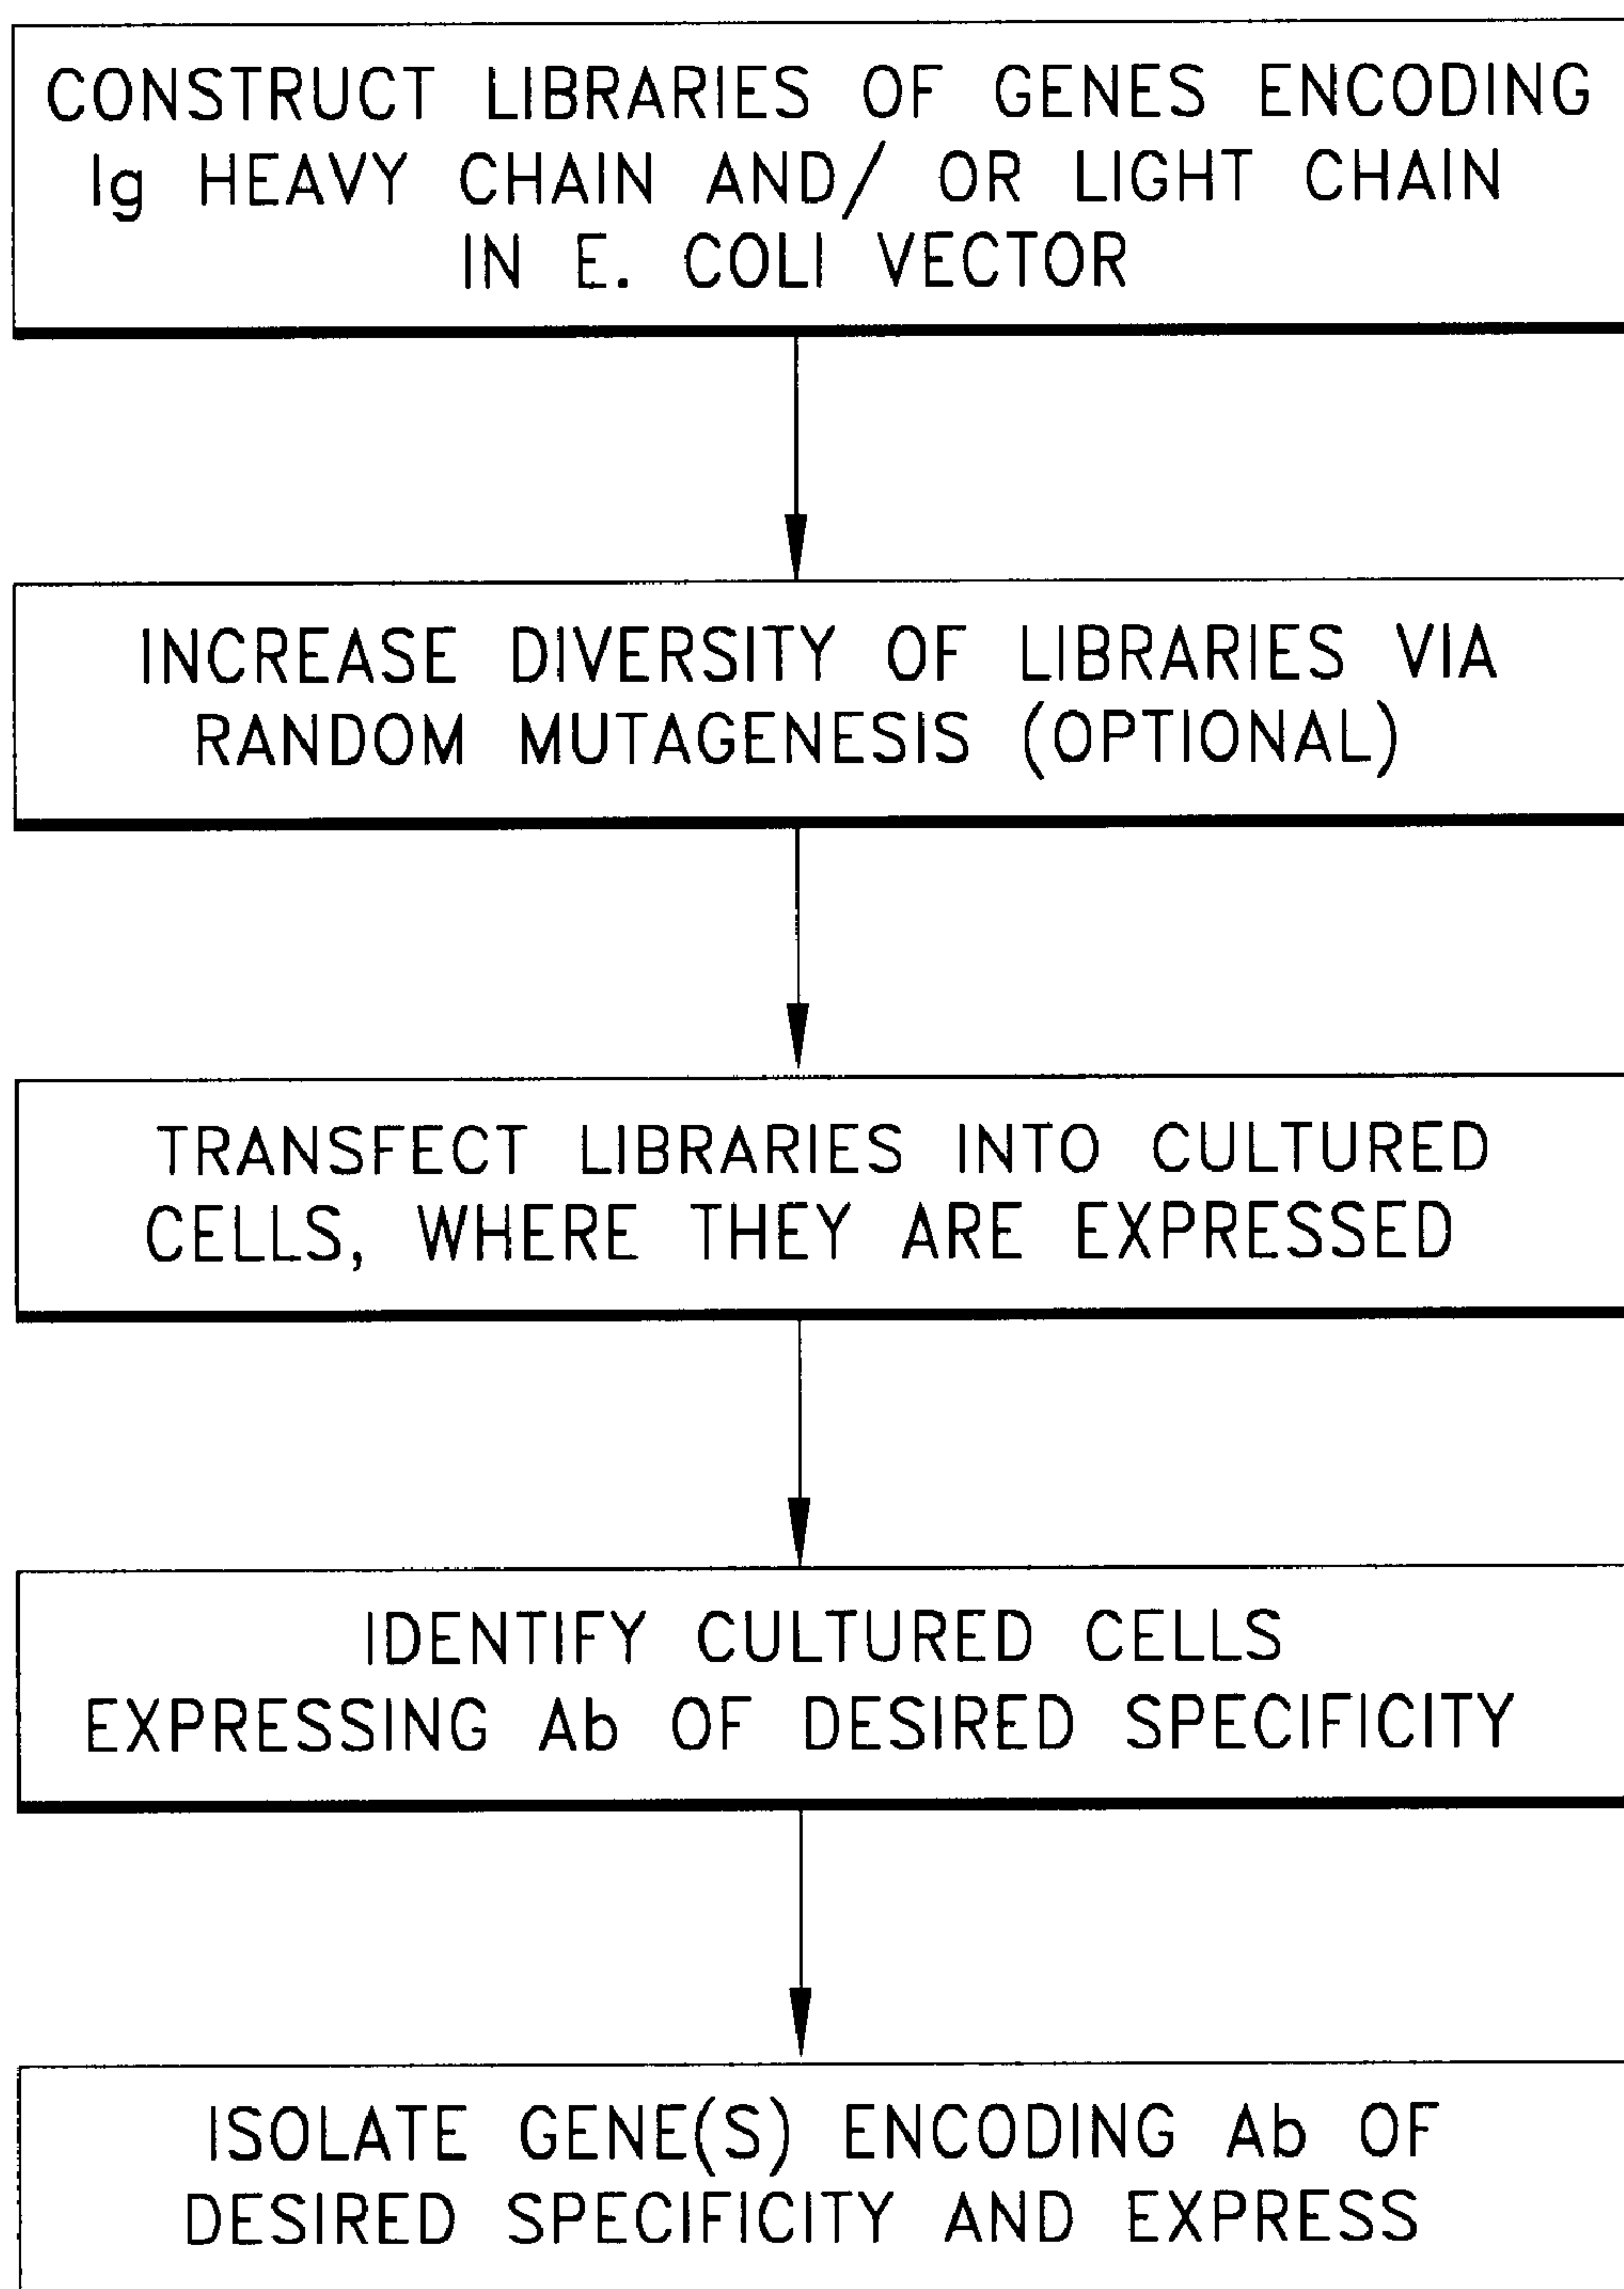 CONSTRUCT LIBRARIES OF GENES ENCODING
Ig HEAVY CHAIN AND/ OR LIGHT CHAIN
IN E. COLI VECTOR
INCREASE DIVERSITY OF LIBRARIES VIA
RANDOM MUTAGENESIS (OPTIONAL)
TRANSFECT LIBRARIES INTO CULTURED
CELLS, WHERE THEY ARE EXPRESSED
IDENTIFY CULTURED CELLS
EXPRESSING Ab OF DESIRED SPECIFICITY
ISOLATE GENE(S) ENCODING Ab OF
DESIRED SPECIFICITY AND EXPRESS